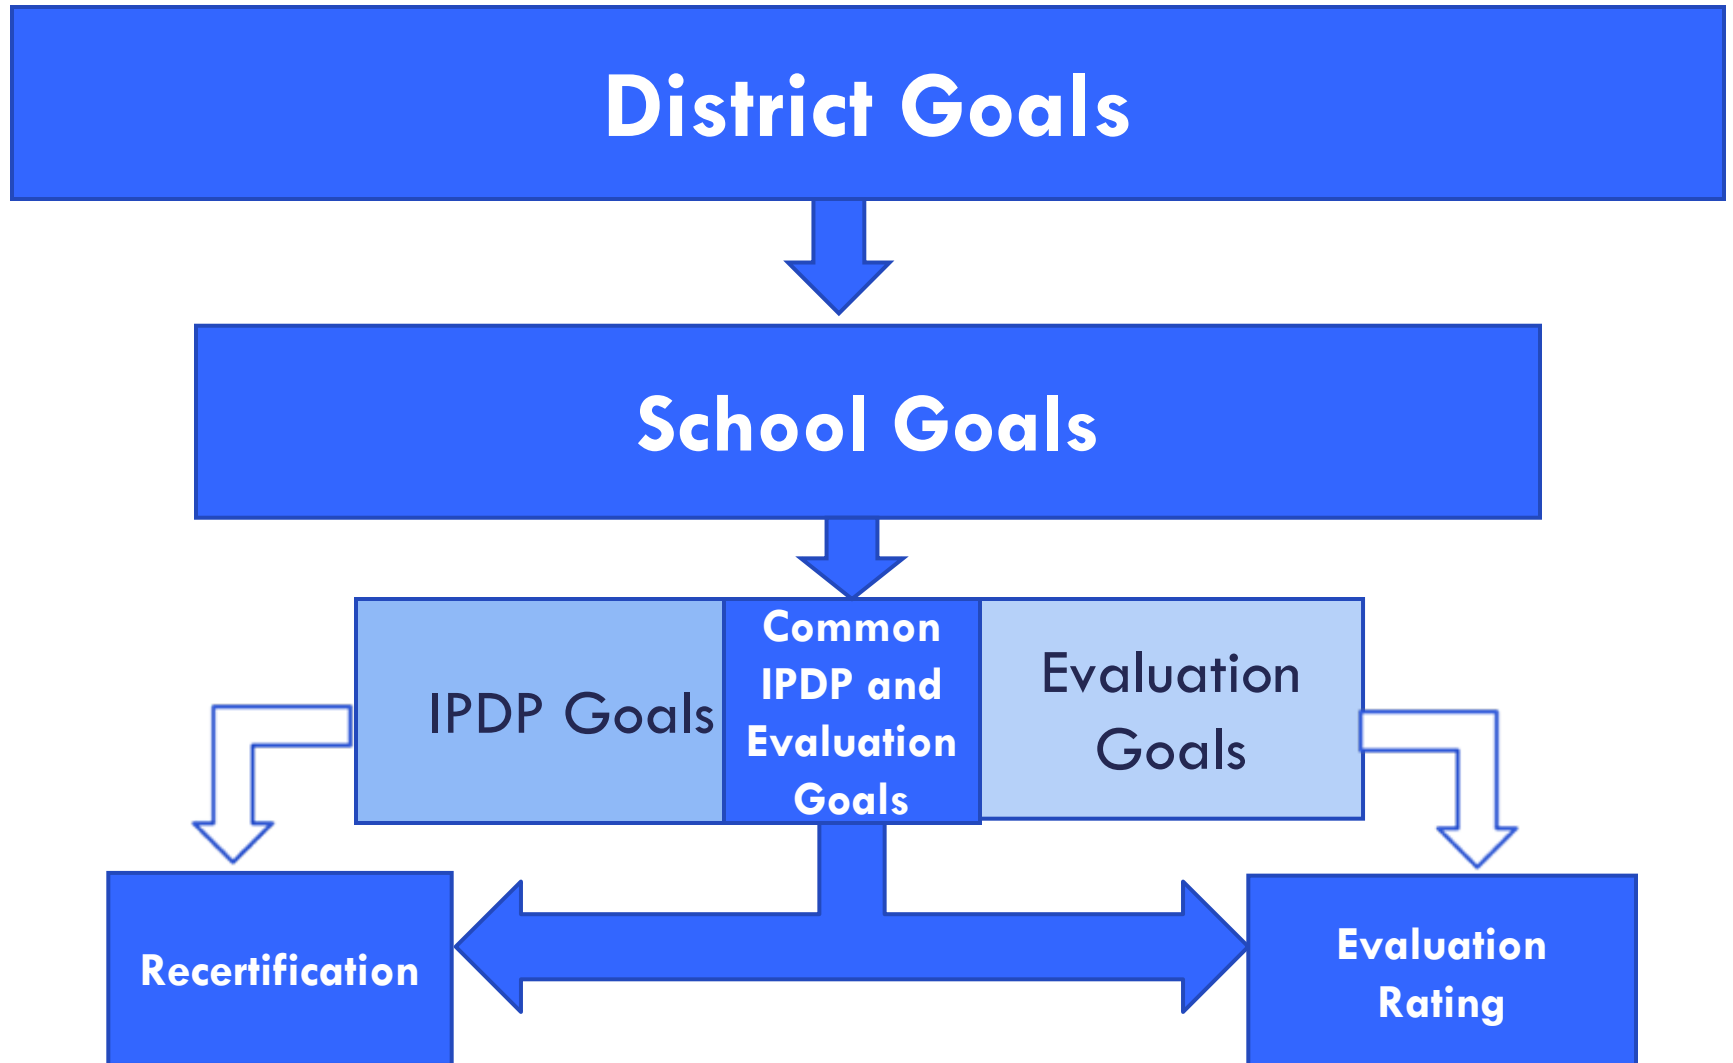 District Goals
School Goals
IPDP Goals
Common
IPDP and
Evaluation
Goals
Evaluation
Goals
Recertification
Evaluation
Rating